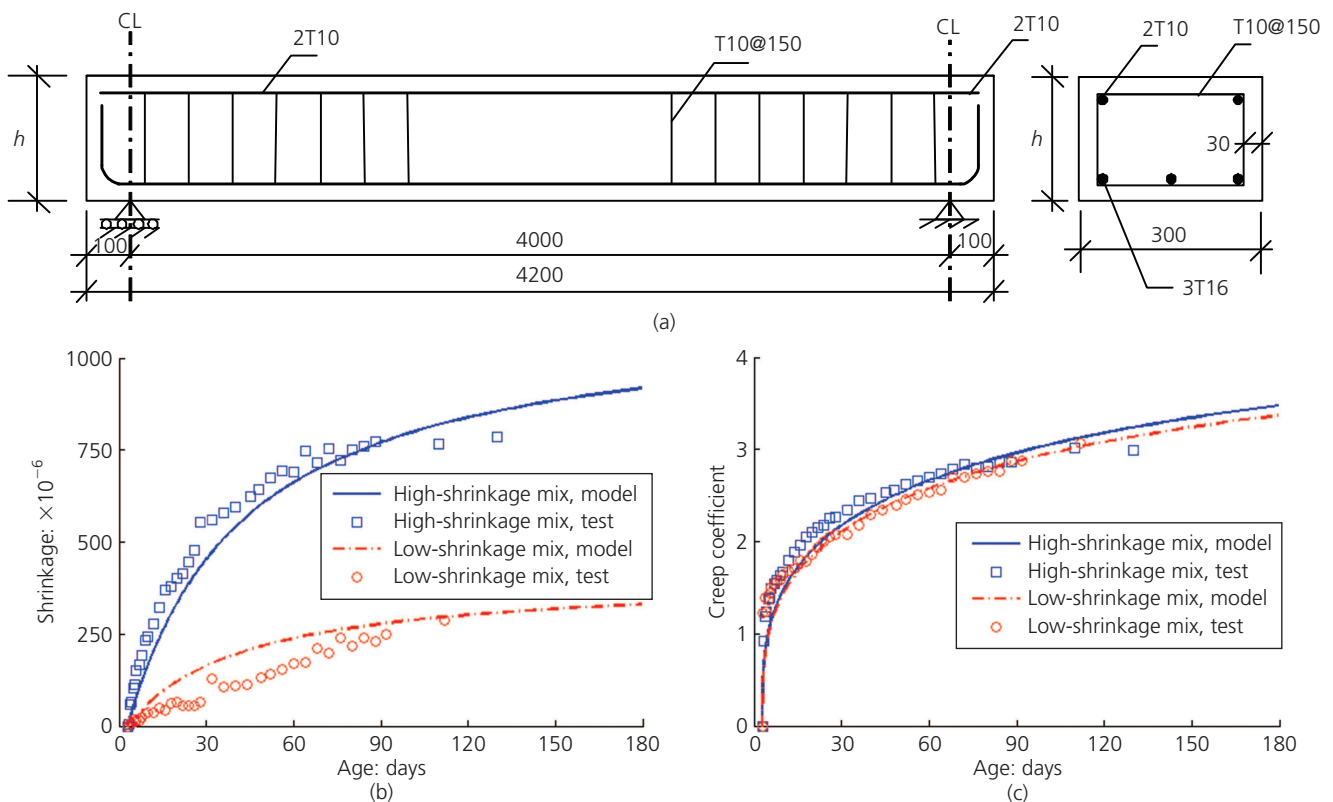 CL
2T10
T10@150
CL
2T10
2T10
T10@150
h
h
30
100
4000
100
300
4200
3T16
(a)
Shrinkage: ×10−6
1000
750
500
250
0
0 30 60 90 120 150 180
Age: days
High-shrinkage mix, model
High-shrinkage mix, test
Low-shrinkage mix, model
Low-shrinkage mix, test
(b)
Creep coefficient
4
3
2
1
0
0 30 60 90 120 150 180
Age: days
High-shrinkage mix, model
High-shrinkage mix, test
Low-shrinkage mix, model
Low-shrinkage mix, test
(c)